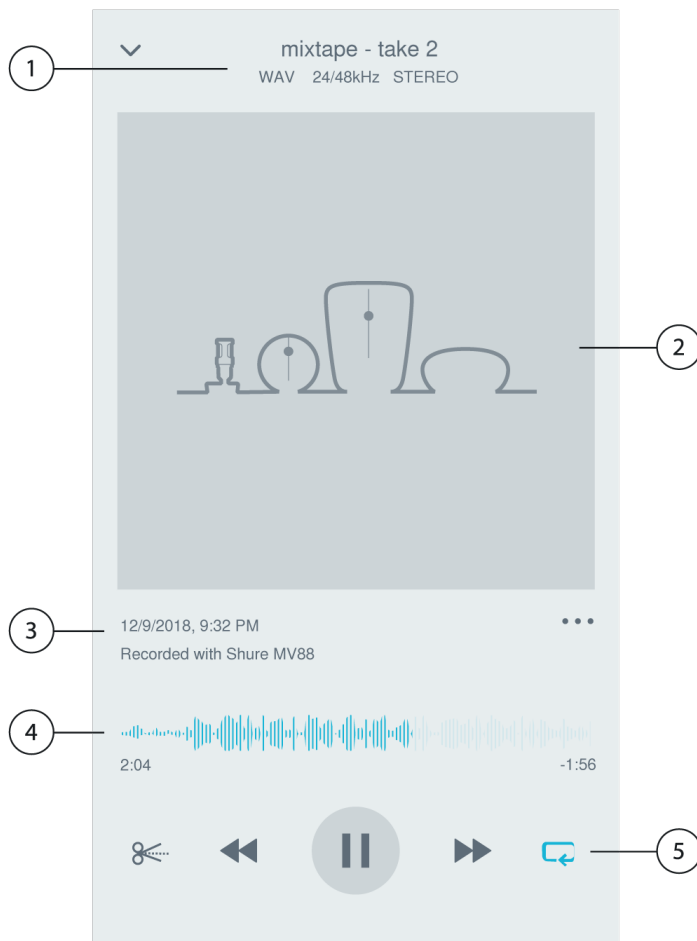 mixtape - take 2
1
WAV 24/48kHz STEREO
2
3
12/9/2018, 9:32 PM
Recorded with Shure MV88
4
2:04 -1:56
5